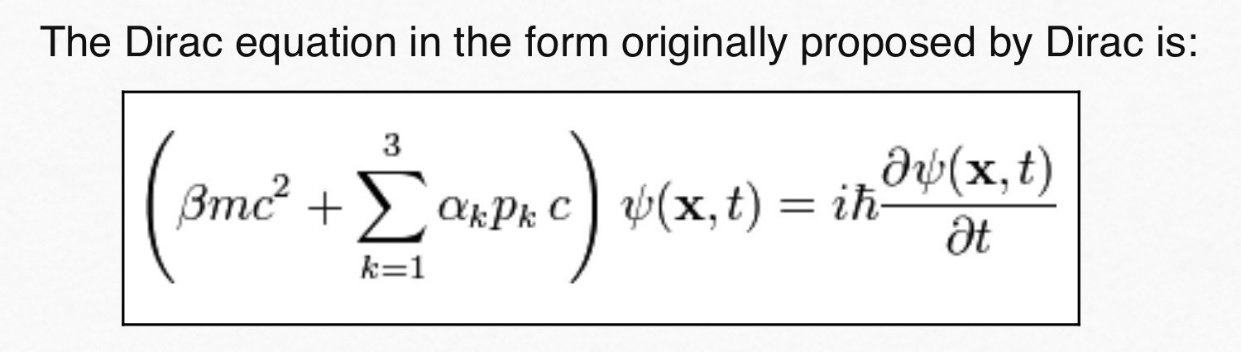 The Dirac equation in the form originally proposed by Dirac is:
(βmc² + ∑_{k=1}^{3} α_k p_k c) ψ(𝐱, t) = iħ ∂ψ(𝐱, t)/∂t